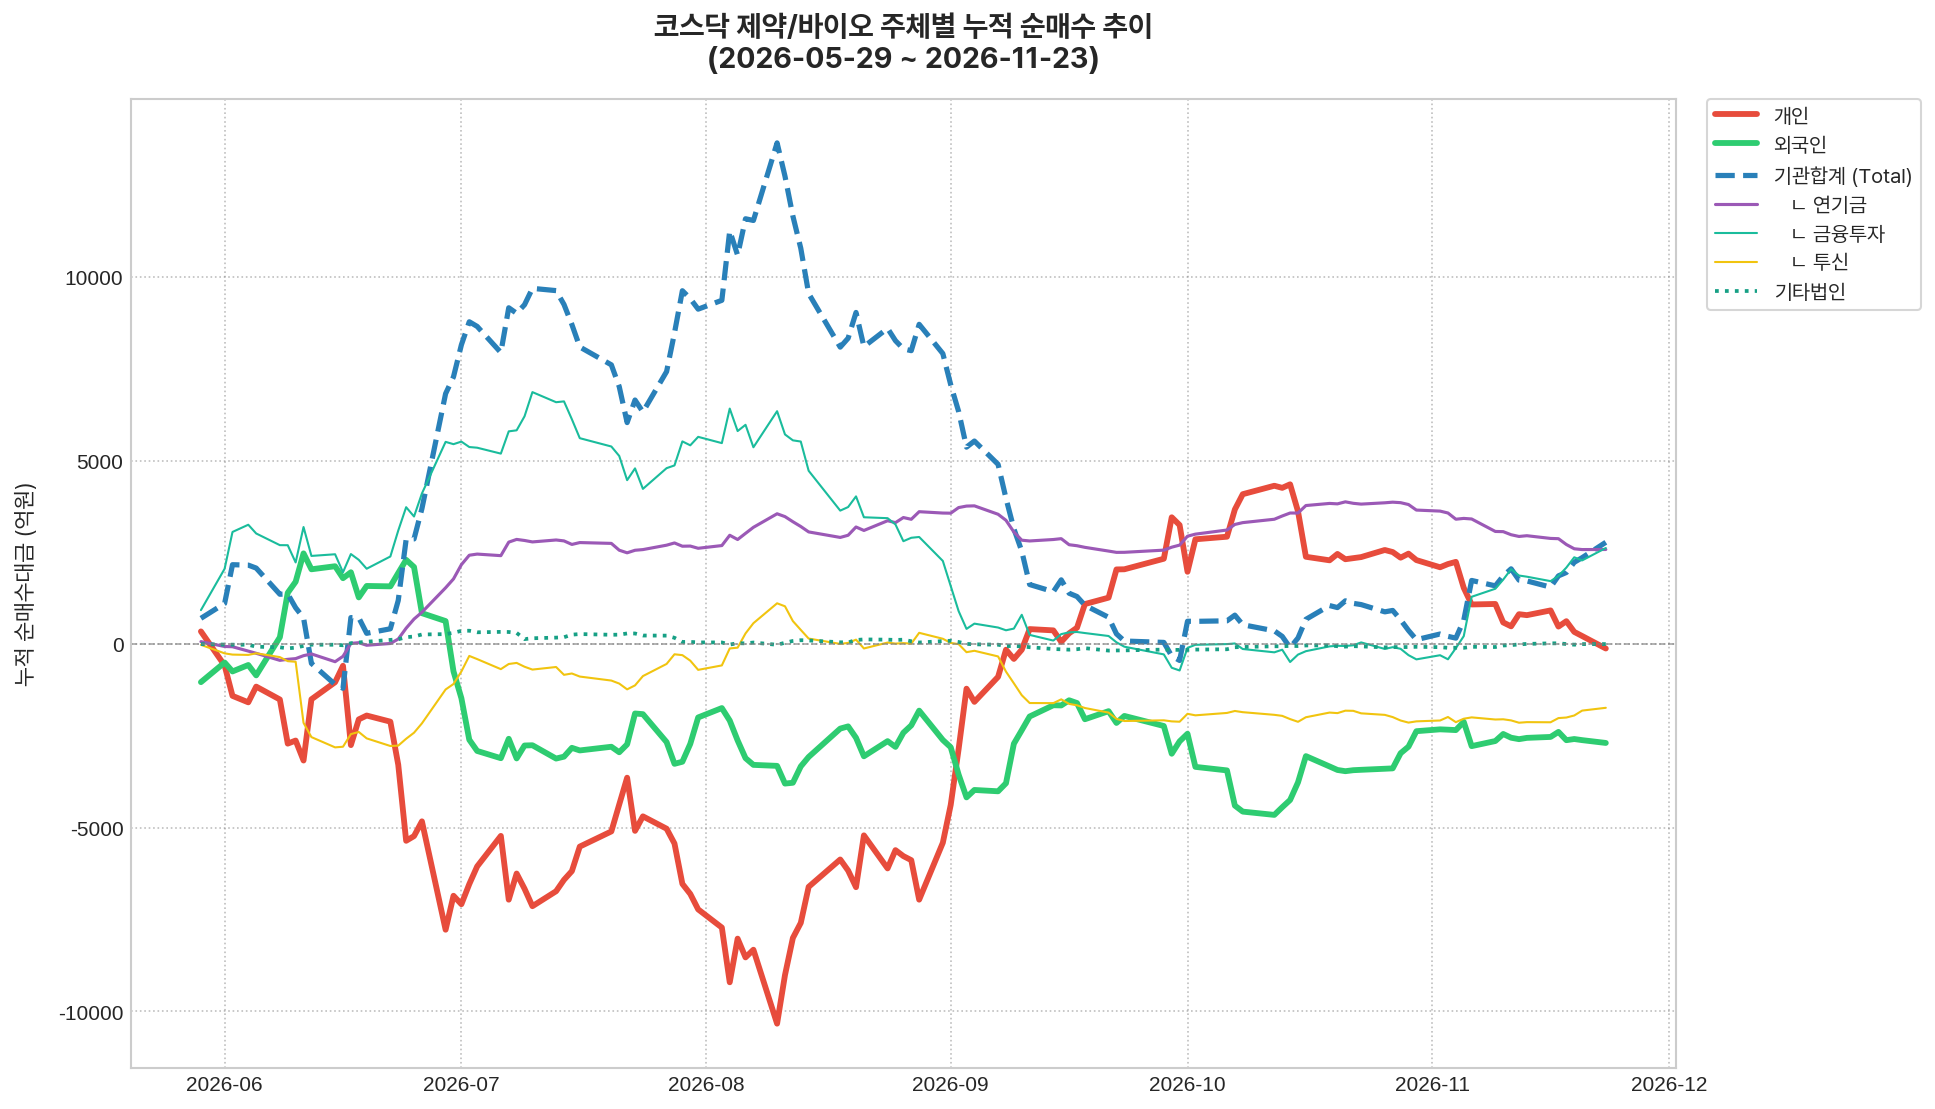 코스닥 제약/바이오 주체별 누적 순매수 추이
(2026-05-29 ~ 2026-11-23)
개인
외국인
기관합계 (Total)
ㄴ 연기금
ㄴ 금융투자
ㄴ 투신
기타법인
누적 순매수대금 (억원)
10000
5000
0
-5000
-10000
2026-06 2026-07 2026-08 2026-09 2026-10 2026-11 2026-12